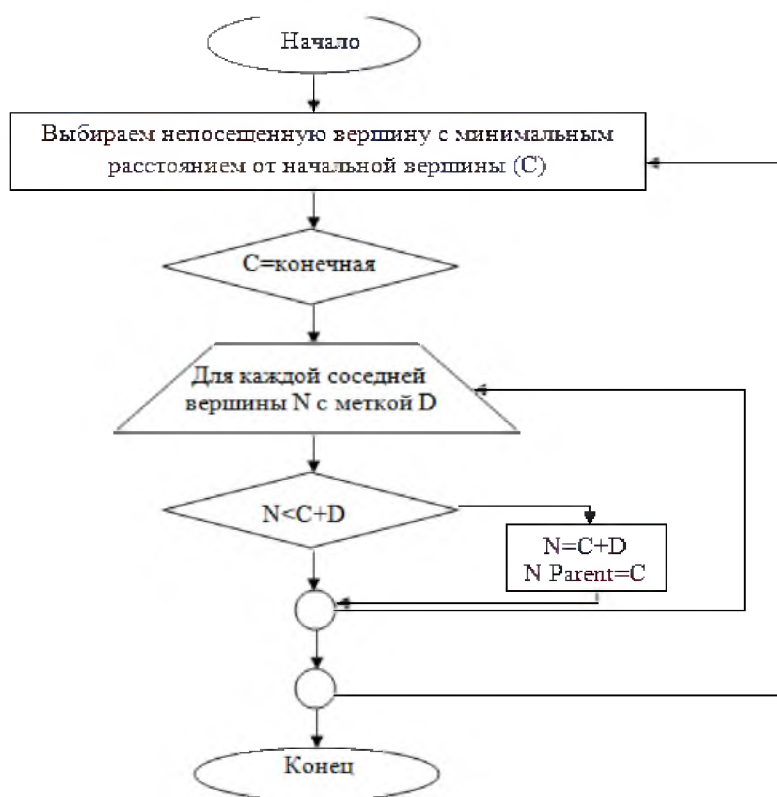 Начало
Выбираем непосещенную вершину с минимальным
расстоянием от начальной вершины (С)
С=конечная
Для каждой соседней
вершины N с меткой D
N<C+D
N=C+D
N Parent=C
Конец